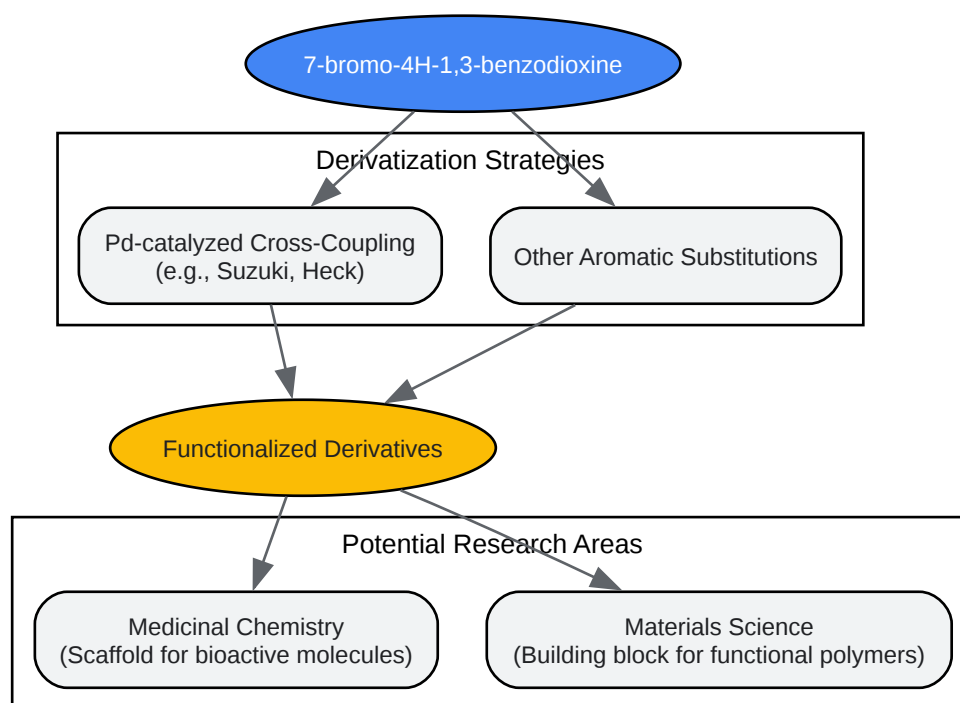 7-bromo-4H-1,3-benzodioxine
Derivatization Strategies
Pd-catalyzed Cross-Coupling
(e.g., Suzuki, Heck)
Other Aromatic Substitutions
Functionalized Derivatives
Potential Research Areas
Medicinal Chemistry
(Scaffold for bioactive molecules)
Materials Science
(Building block for functional polymers)